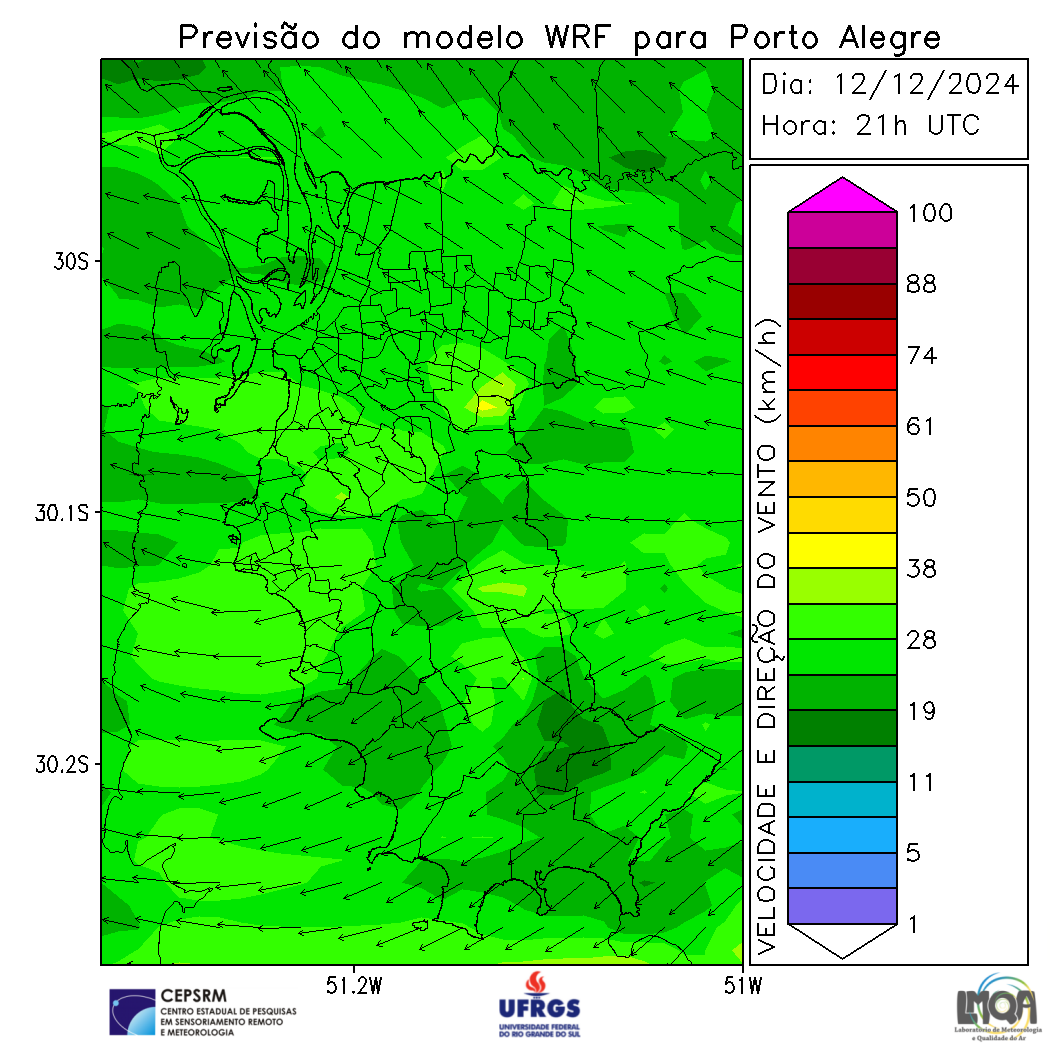 Previsão do modelo WRF para Porto Alegre
Dia: 12/12/2024
Hora: 21h UTC
30S
30.1S
30.2S
51.2W
51W
VELOCIDADE E DIREÇÃO DO VENTO (km/h)
100
88
74
61
50
38
28
19
11
5
1
CEPSRM
CENTRO ESTADUAL DE PESQUISAS
EM SENSORIAMENTO REMOTO
E METEOROLOGIA
UFRGS
UNIVERSIDADE FEDERAL
DO RIO GRANDE DO SUL
LMQA
Laboratório de Meteorologia
e Qualidade do Ar